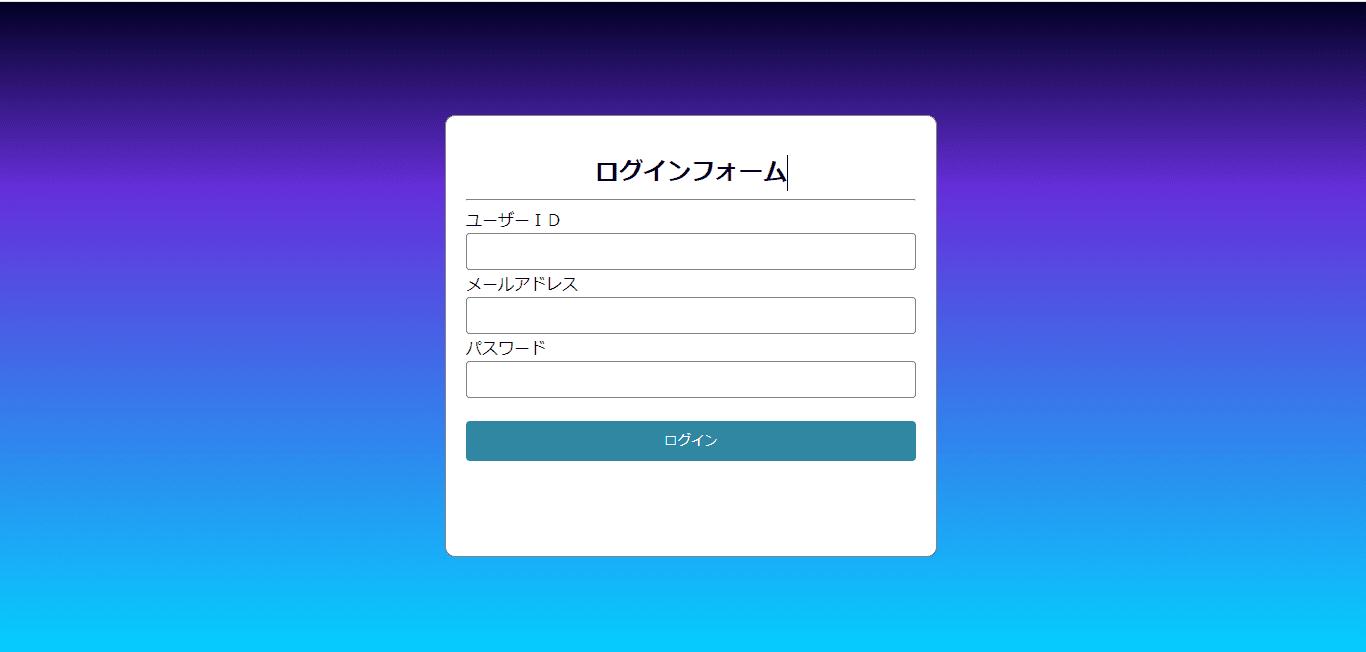 ログインフォーム
ユーザーＩＤ
メールアドレス
パスワード
ログイン